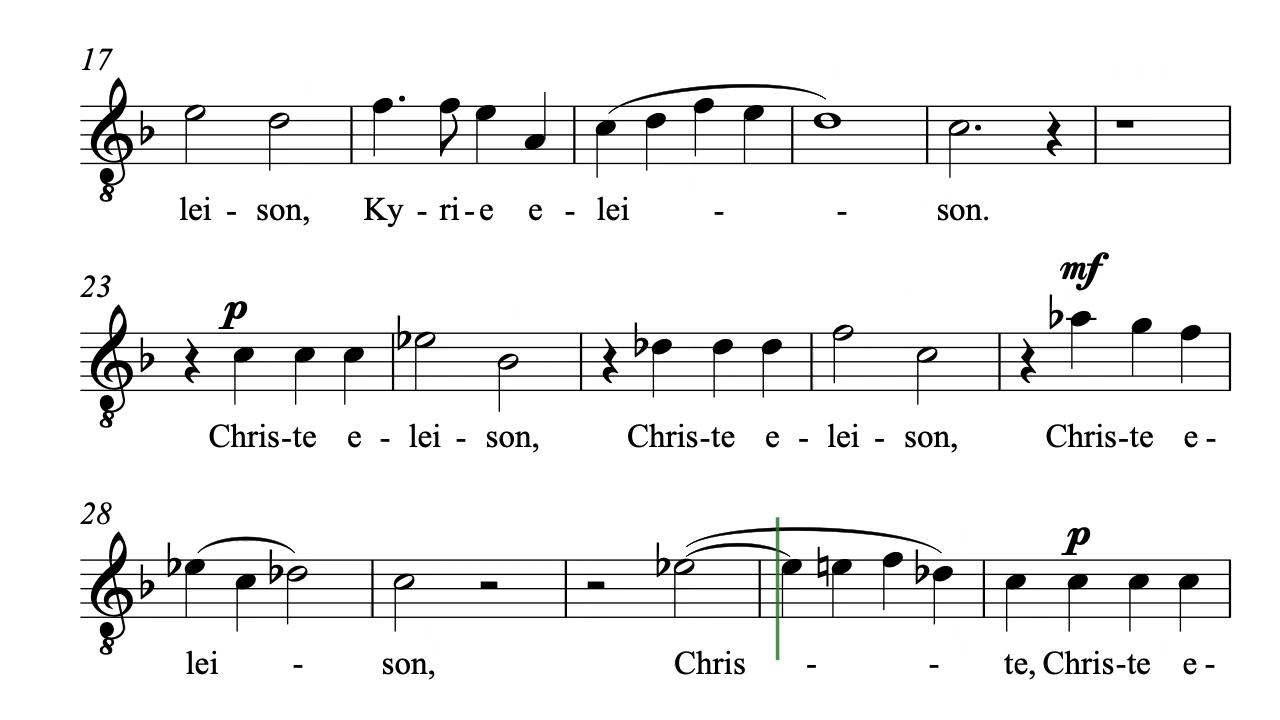 17
lei - son, Ky - ri - e e - lei - - son.
23
p mf
Chris-te e - lei - son, Chris-te e - lei - son, Chris-te e -
28
p
lei - son, Chris - - te, Chris-te e -